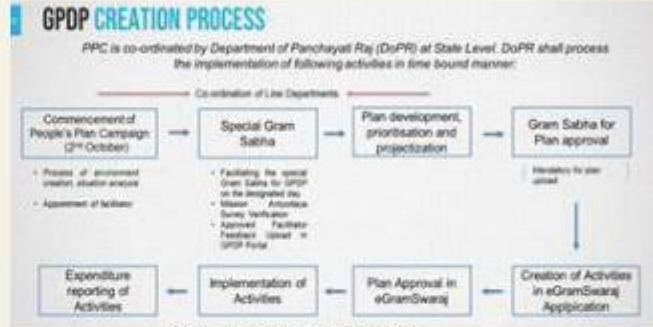 GPDP CREATION PROCESS
PPC is co-ordinated by Department of Panchayati Raj (DoPR) at State Level. DoPR shall process
the implementation of following activities in time bound manner:
Co-ordination of Line Departments
Commencement of
People's Plan Campaign
(2nd October)
• Process of environment
creation, situation analysis
• Appointment of facilitator
Special Gram
Sabha
• Facilitating the special
Gram Sabha for GPDP
on the designated day
• Mission Antyodaya
Survey Verification
• Approved Facilitator
Feedback Upload in
GPDP Portal
Plan development,
prioritisation and
projectization
Gram Sabha for
Plan approval
Mandatory for plan
upload
Creation of Activities
in eGramSwaraj
Applpication
Plan Approval in
eGramSwaraj
Implementation of
Activities
Expenditure
reporting of
Activities